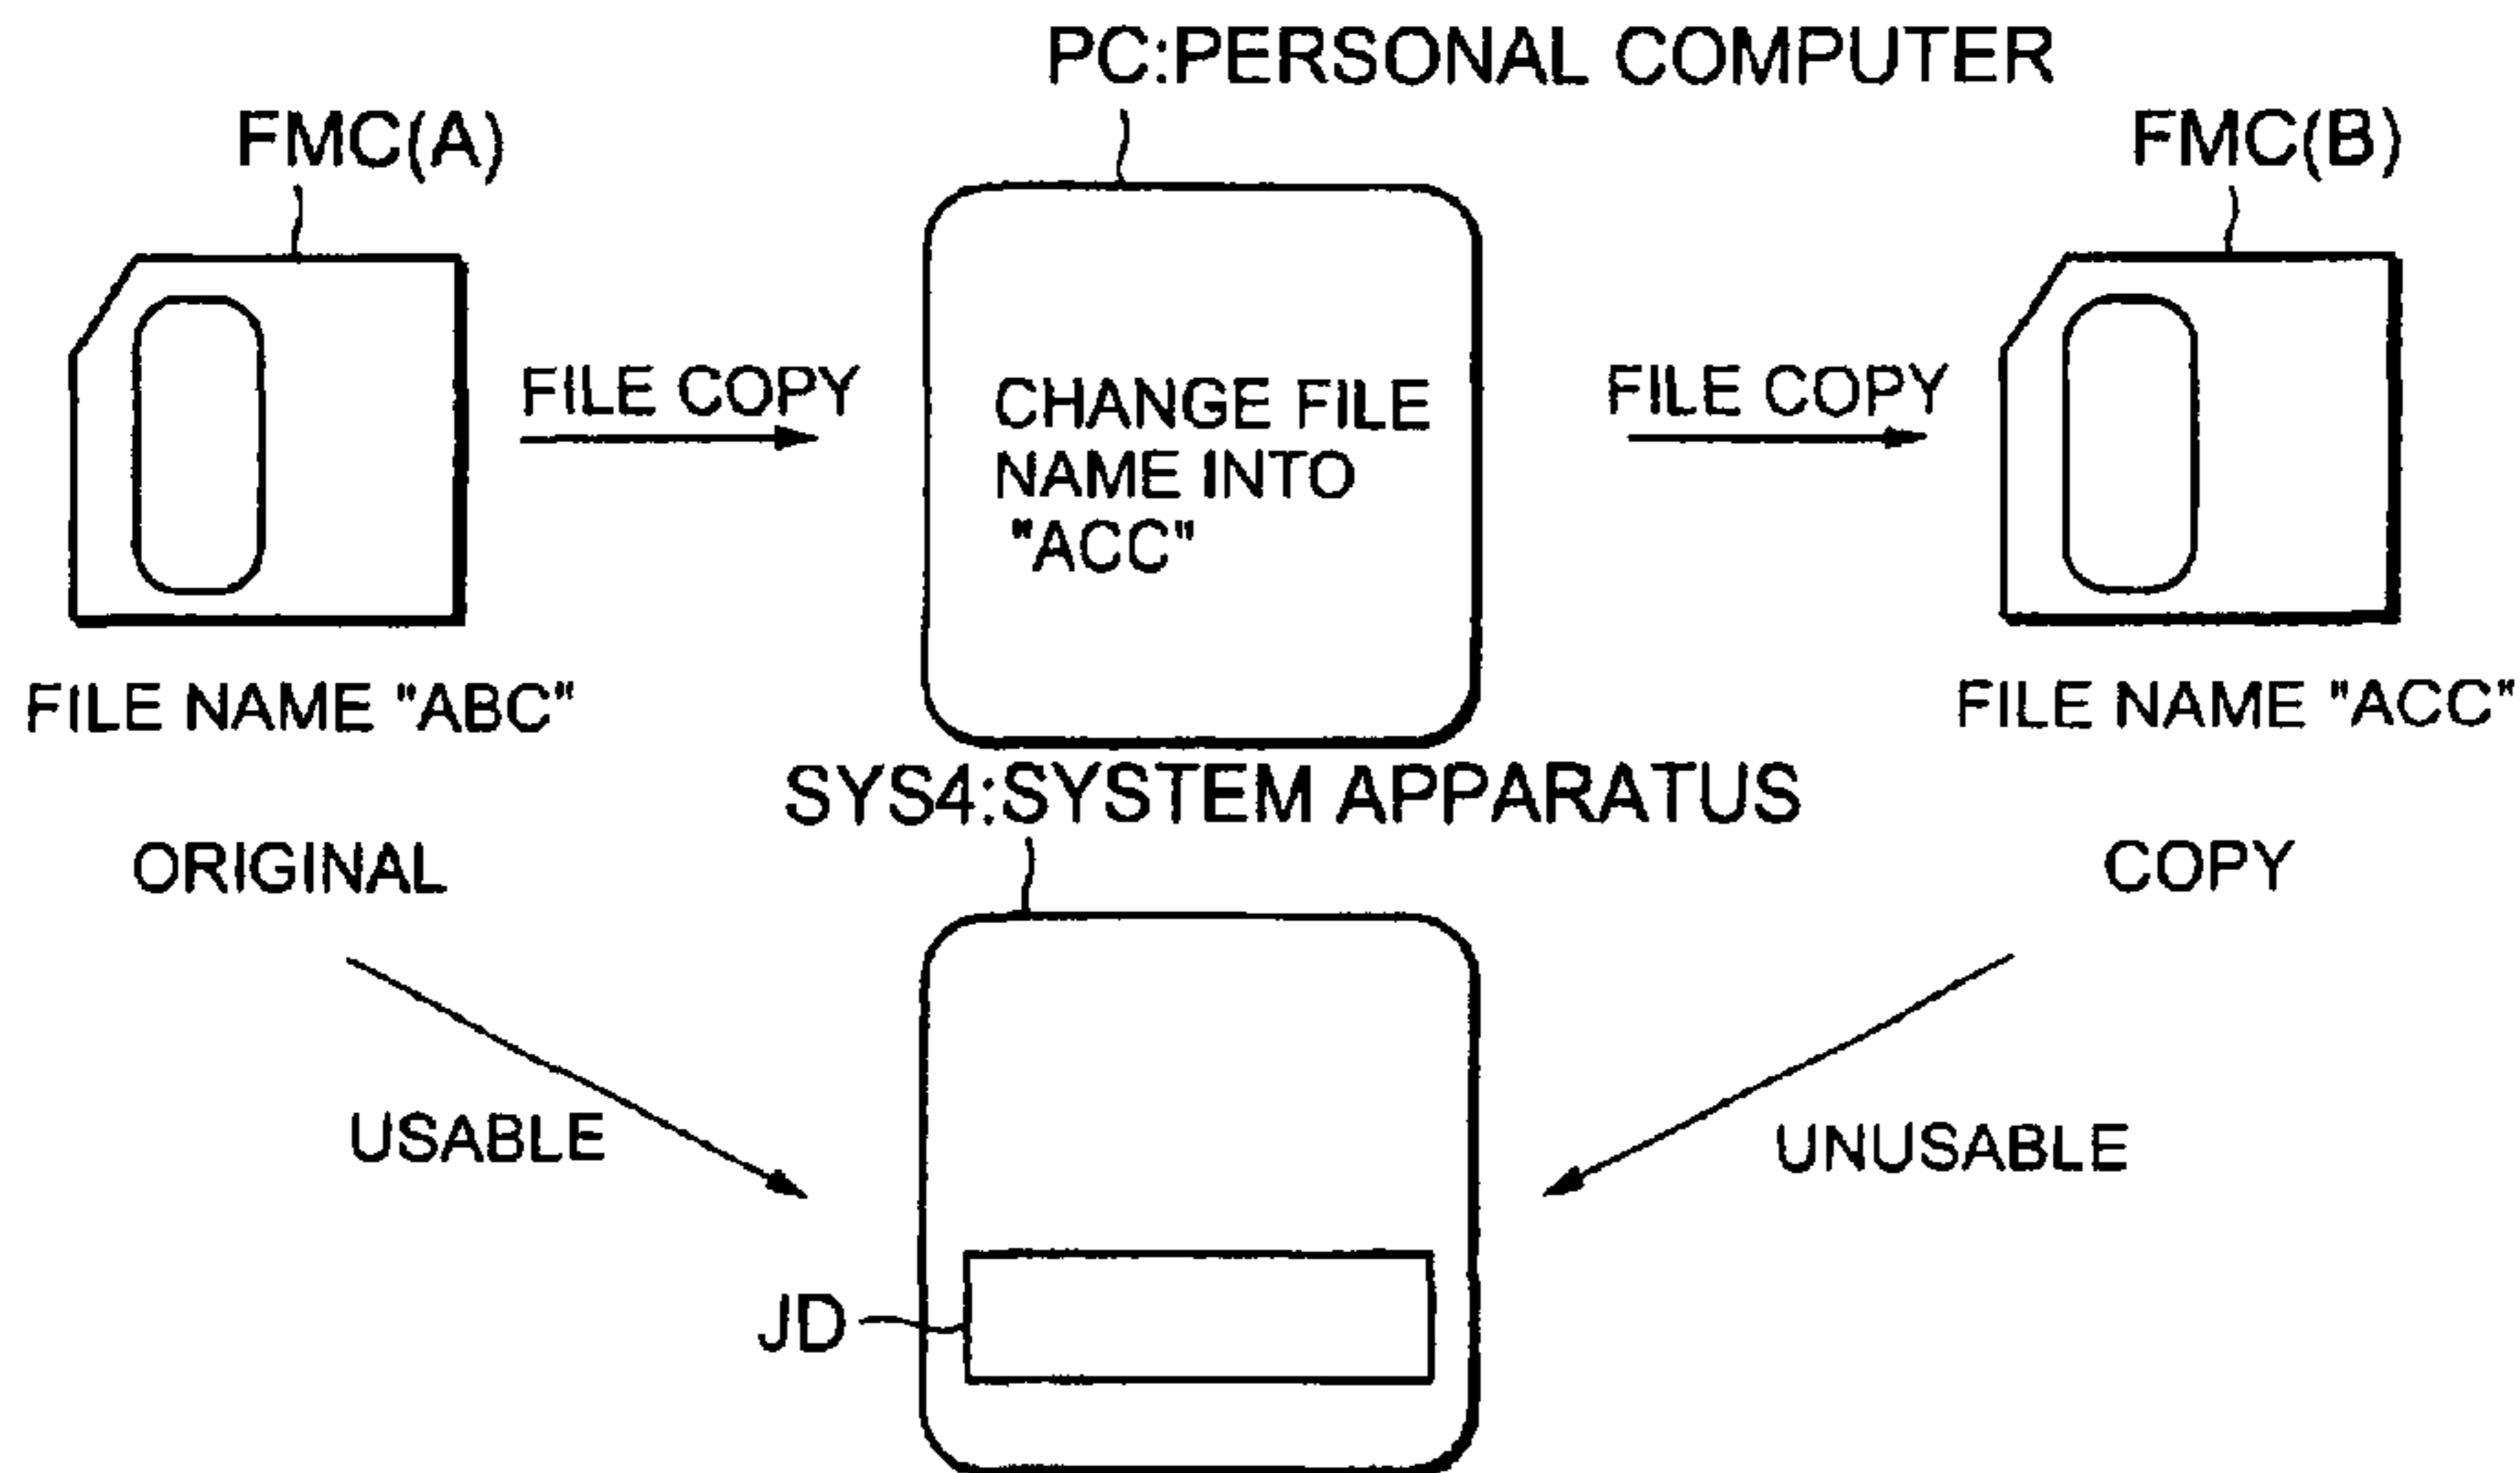 PC:PERSONAL COMPUTER
FMC(A)
FMC(B)
FILE COPY
CHANGE FILE
NAME INTO
"ACC"
FILE COPY
FILE NAME "ABC"
FILE NAME "ACC"
SYS4:SYSTEM APPARATUS
ORIGINAL
COPY
USABLE
UNUSABLE
JD